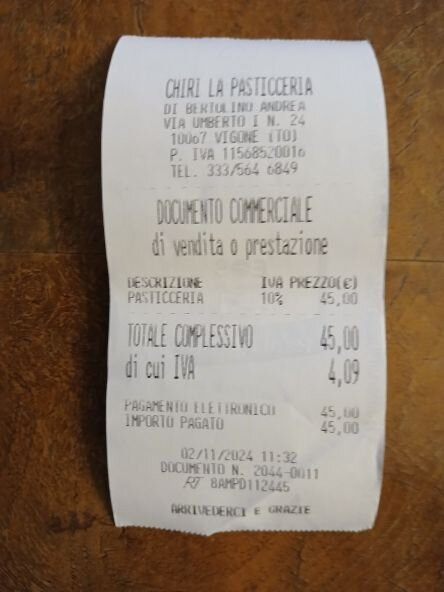 CHIRI LA PASTICCERIA
DI BERTOLINO ANDREA
VIA UMBERTO I N. 24
10067 VIGONE (TO)
P. IVA 11568520016
TEL. 333/564 6849
DOCUMENTO COMMERCIALE
di vendita o prestazione
DESCRIZIONE IVA PREZZO(€)
PASTICCERIA 10% 45,00
TOTALE COMPLESSIVO 45,00
di cui IVA 4,09
PAGAMENTO ELETTRONICO 45,00
IMPORTO PAGATO 45,00
02/11/2024 11:32
DOCUMENTO N. 2044-0011
RT 8AMPD112445
ARRIVEDERCI E GRAZIE